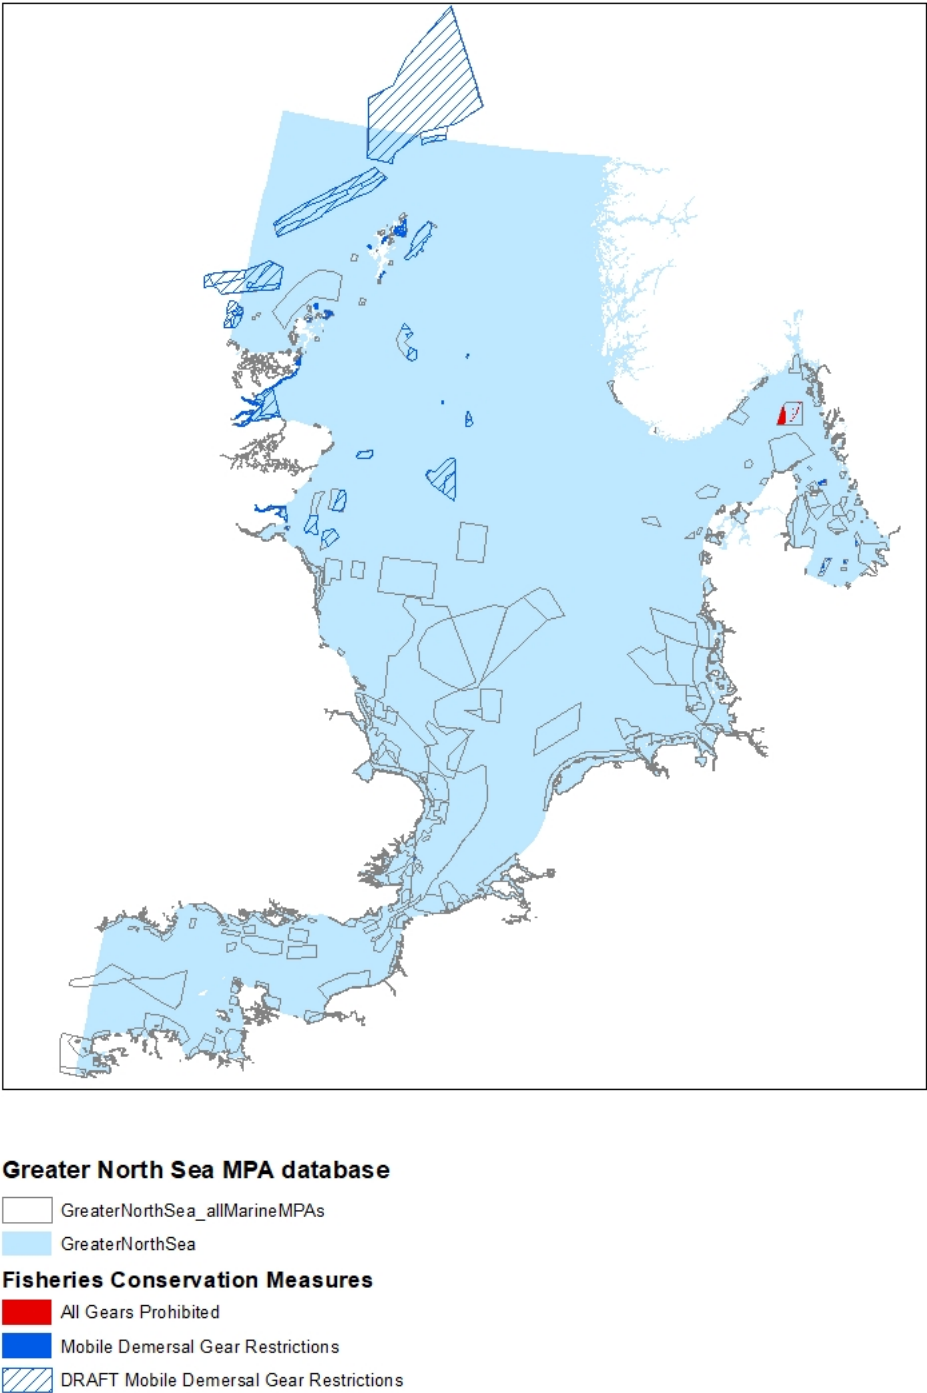 Greater North Sea MPA database
GreaterNorthSea_allMarineMPAs
GreaterNorthSea
Fisheries Conservation Measures
All Gears Prohibited
Mobile Demersal Gear Restrictions
DRAFT Mobile Demersal Gear Restrictions